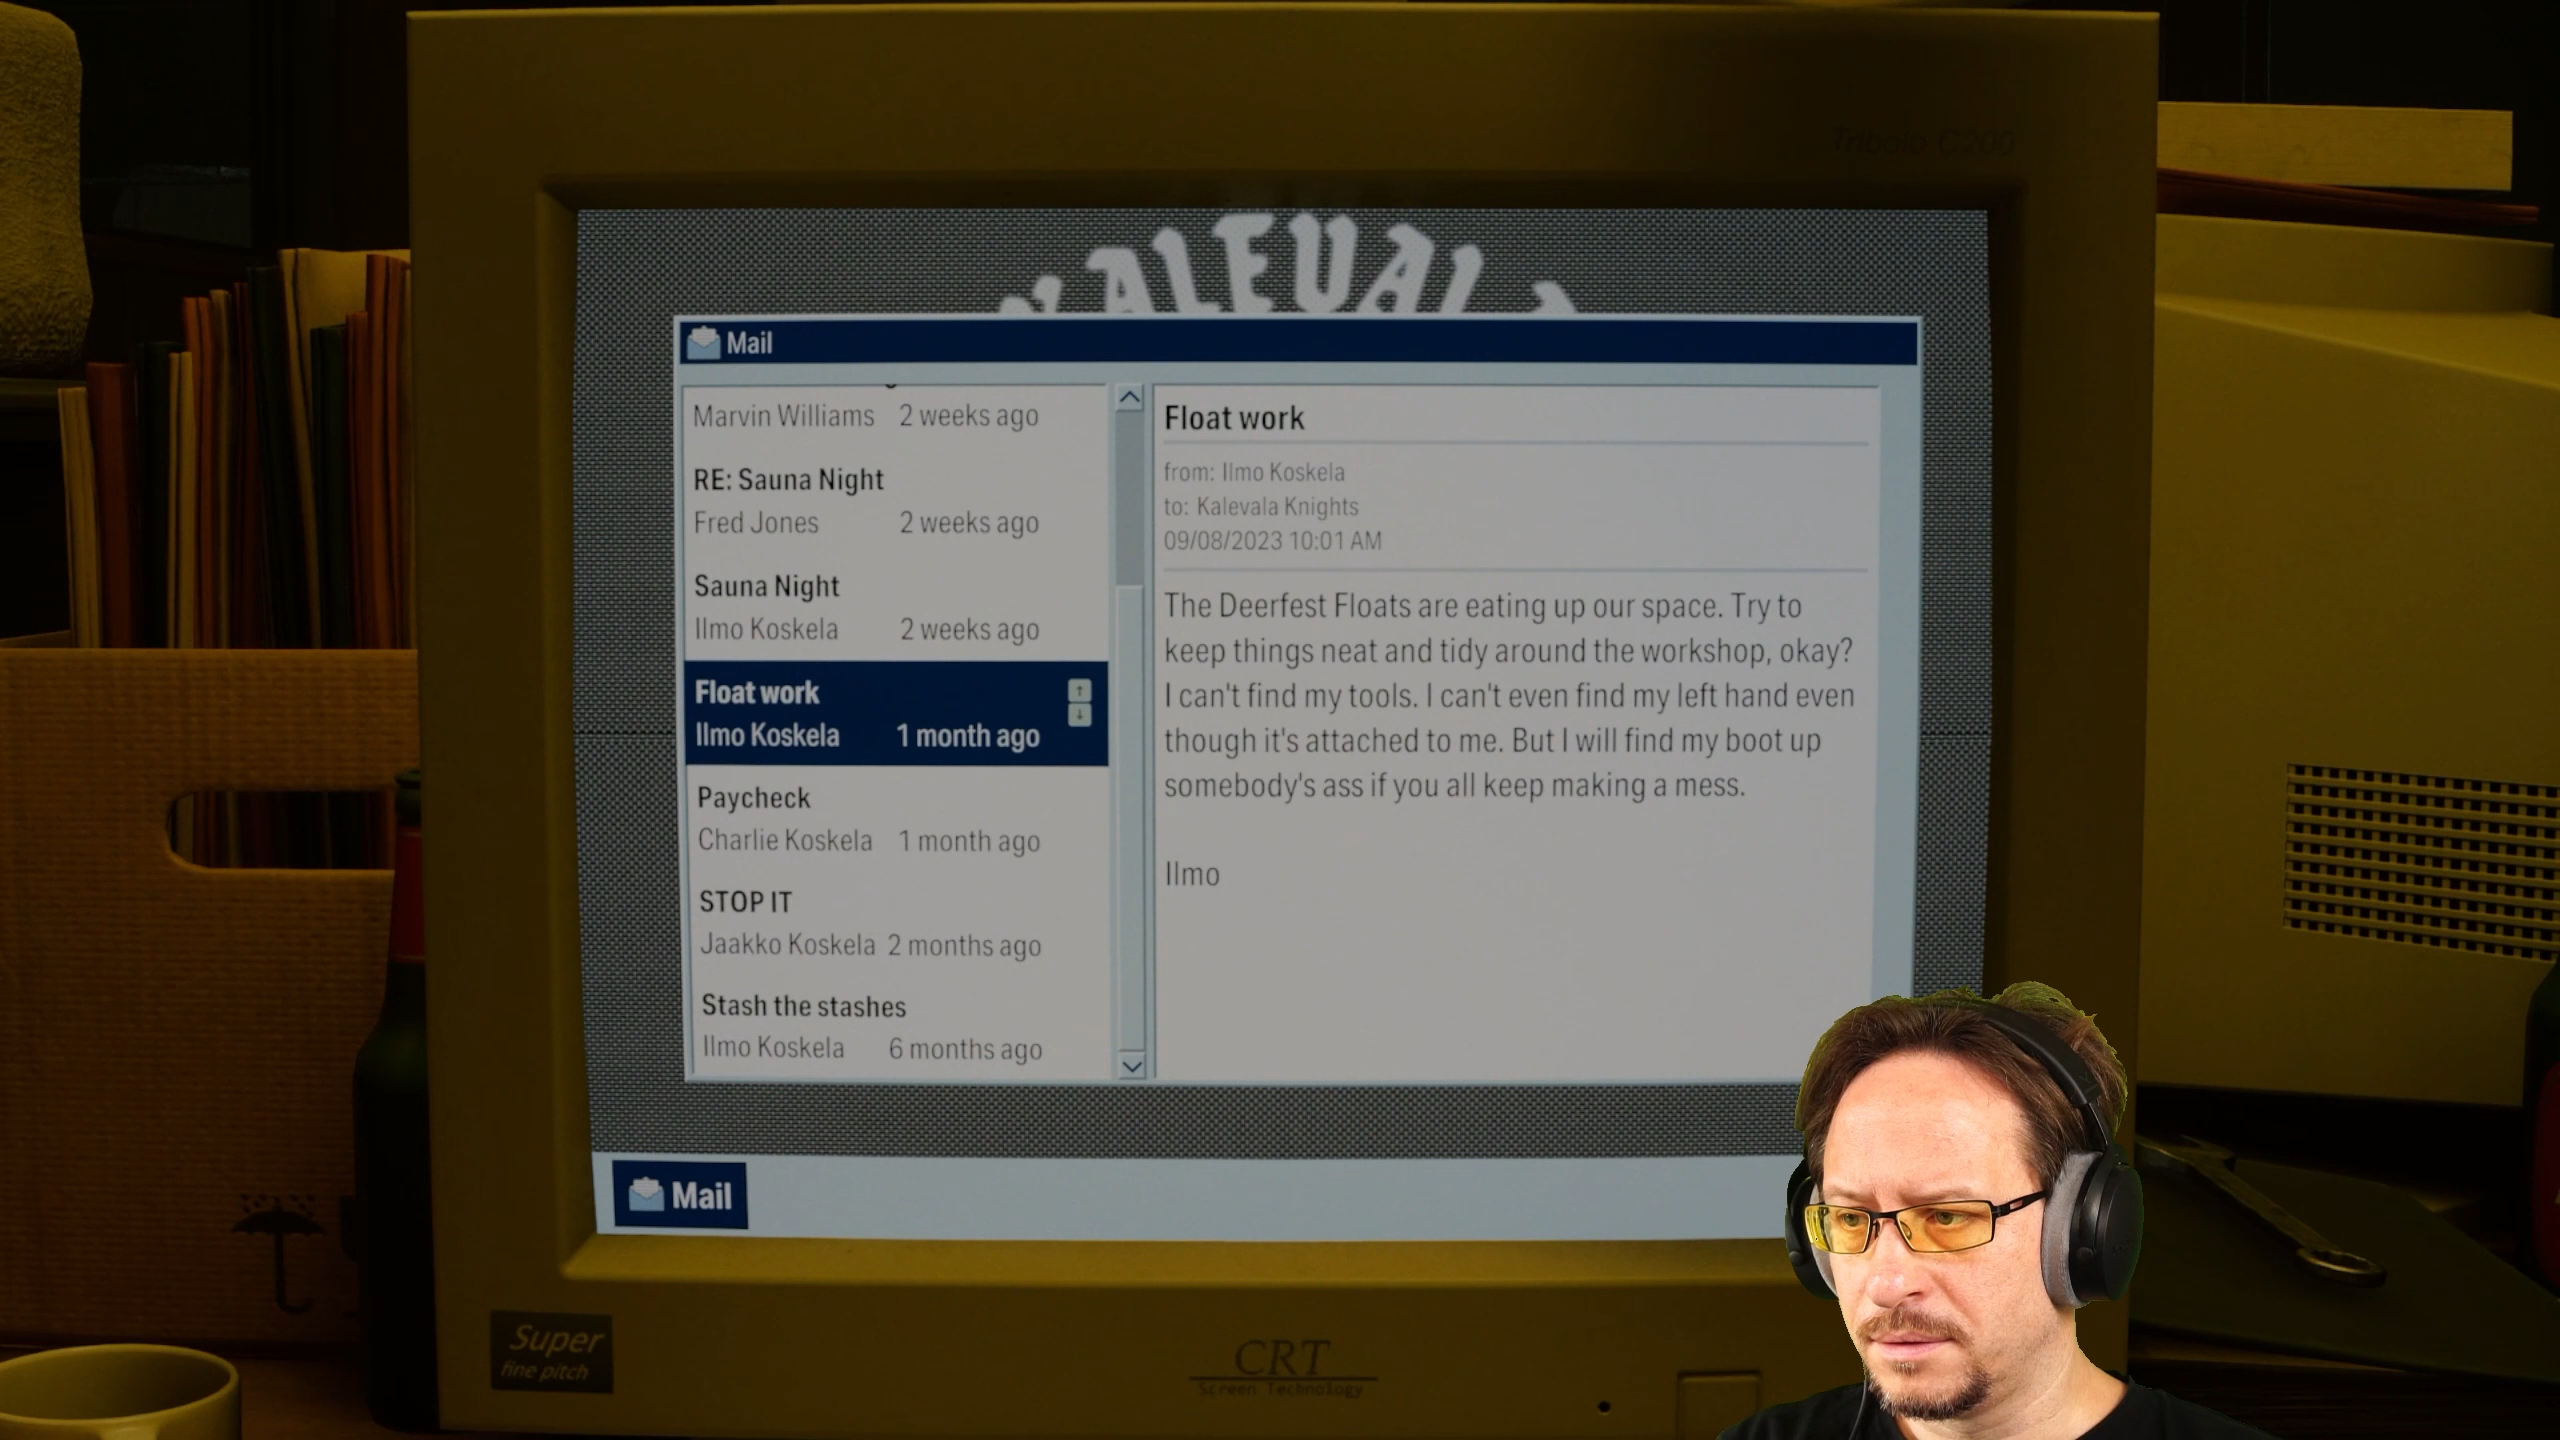 Tribolo C200
KALEVALA
Mail
Marvin Williams 2 weeks ago
RE: Sauna Night
Fred Jones 2 weeks ago
Sauna Night
Ilmo Koskela 2 weeks ago
Float work
Ilmo Koskela 1 month ago
Paycheck
Charlie Koskela 1 month ago
STOP IT
Jaakko Koskela 2 months ago
Stash the stashes
Ilmo Koskela 6 months ago
Float work
from: Ilmo Koskela
to: Kalevala Knights
09/08/2023 10:01 AM
The Deerfest Floats are eating up our space. Try to
keep things neat and tidy around the workshop, okay?
I can't find my tools. I can't even find my left hand even
though it's attached to me. But I will find my boot up
somebody's ass if you all keep making a mess.
Ilmo
Mail
Super
fine pitch
CRT
Screen Technology